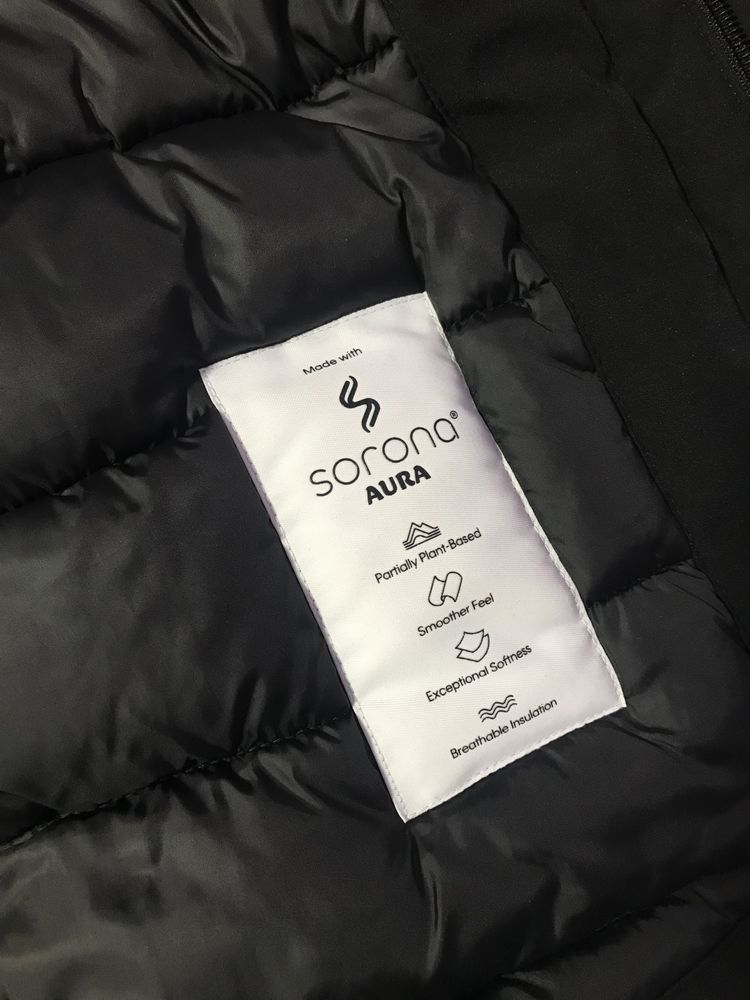 Made with
sorona®
AURA
Partially Plant-Based
Smoother Feel
Exceptional Softness
Breathable Insulation